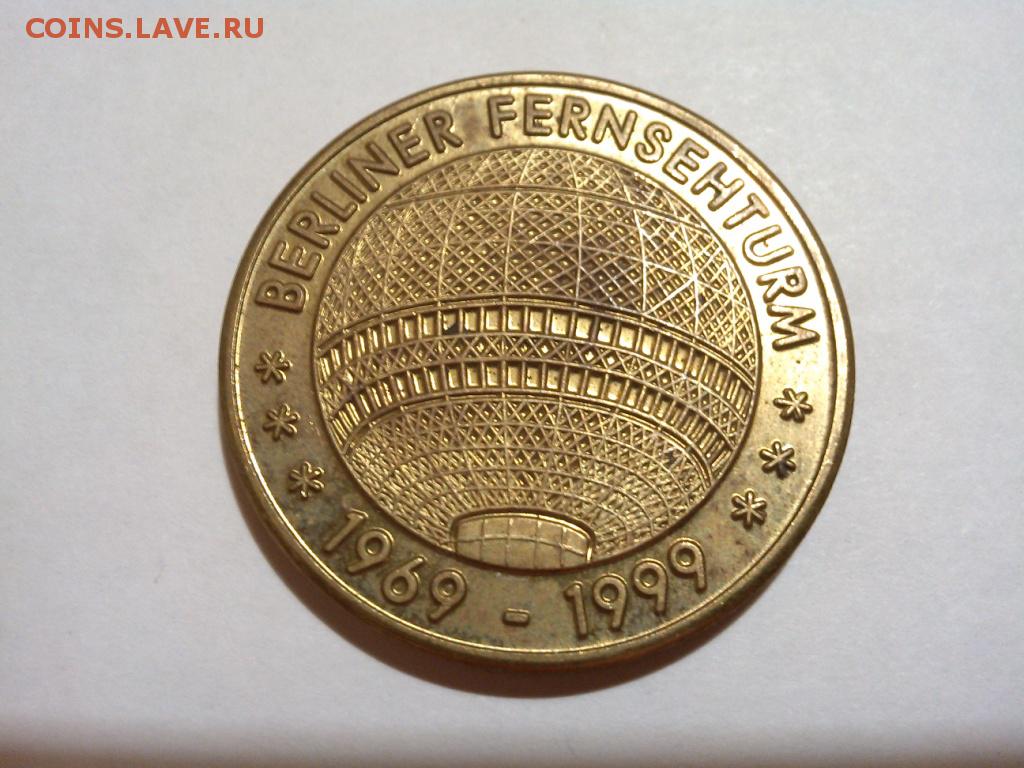 COINS.LAVE.RU
BERLINER FERNSEHTURM
* * * 1969 - 1999 * * *